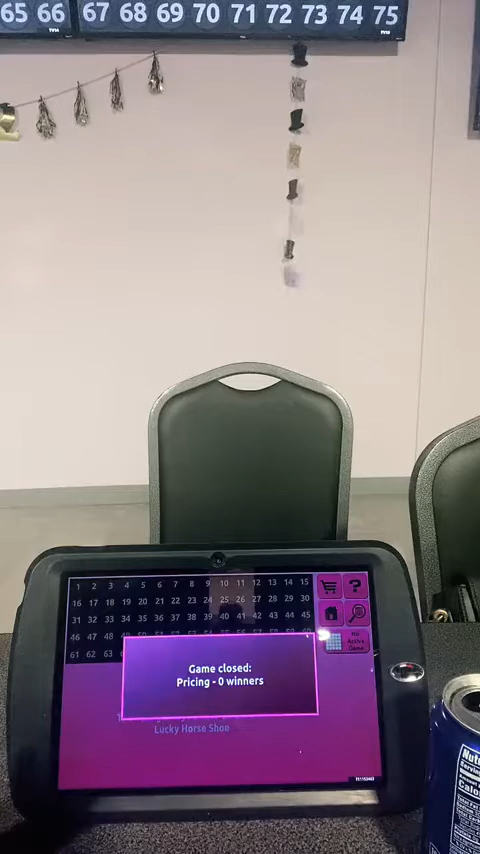 65 66 67 68 69 70 71 72 73 74 75
1 2 3 4 5 6 7 8 9 10 11 12 13 14 15
16 17 18 19 20 21 22 23 24 25 26 27 28 29 30
31 32 33 34 35 36 37 38 39 40 41 42 43 44 45
46 47 48
61 62 63
?
No
Active
Game
Game closed:
Pricing - 0 winners
Lucky Horse Shoe
Nut
Calo